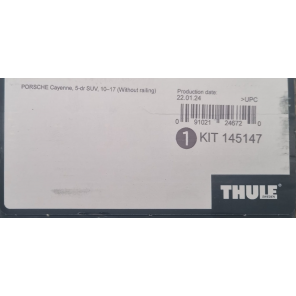 PORSCHE Cayenne, 5-dr SUV, 10-17 (Without railing)
Production date:
22.01.24 >UPC
0 91021 24672 0
1 KIT 145147
THULE
SWEDEN